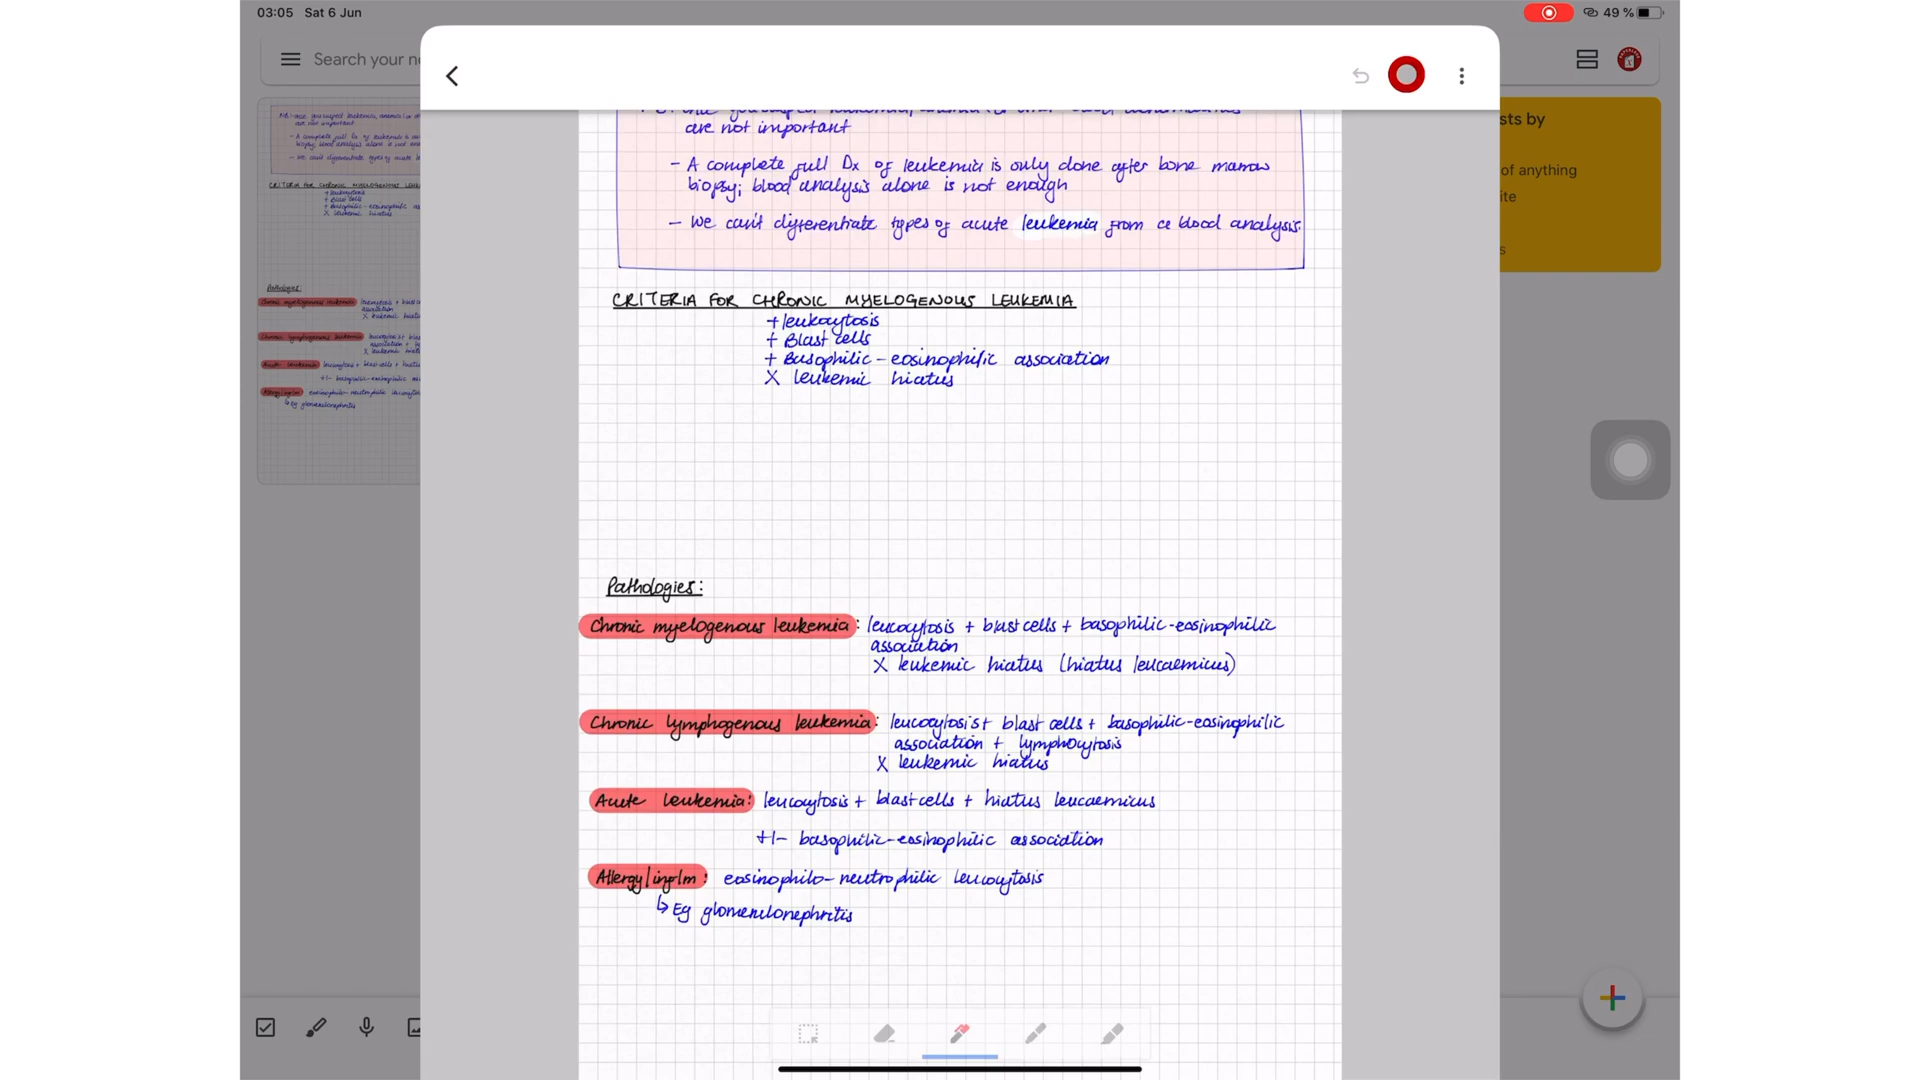 03:05 Sat 6 Jun
49 %
Search your
are not important
- A complete full Dx of leukemia is only done after bone marrow
biopsy; blood analysis alone is not enough
- We can't differentiate types of acute leukemia from a blood analysis.
CRITERIA FOR CHRONIC MYELOGENOUS LEUKEMIA
+ leukocytosis
+ Blast cells
+ Basophilic-eosinophilic association
X leukemic hiatus
Pathologies:
Chronic myelogenous leukemia: leucocytosis + blast cells + basophilic-eosinophilic
association
X leukemic hiatus (hiatus leucaemicus)
Chronic lymphogenous leukemia: leucocytosis + blast cells + basophilic-eosinophilic
association + lymphocytosis
X leukemic hiatus
Acute leukemia: leucocytosis + blast cells + hiatus leucaemicus
+/- basophilic-eosinophilic association
Allergy/inflm: eosinophilo-neutrophilic leucocytosis
↳ Eg glomerulonephritis
sts by
of anything
ite
s